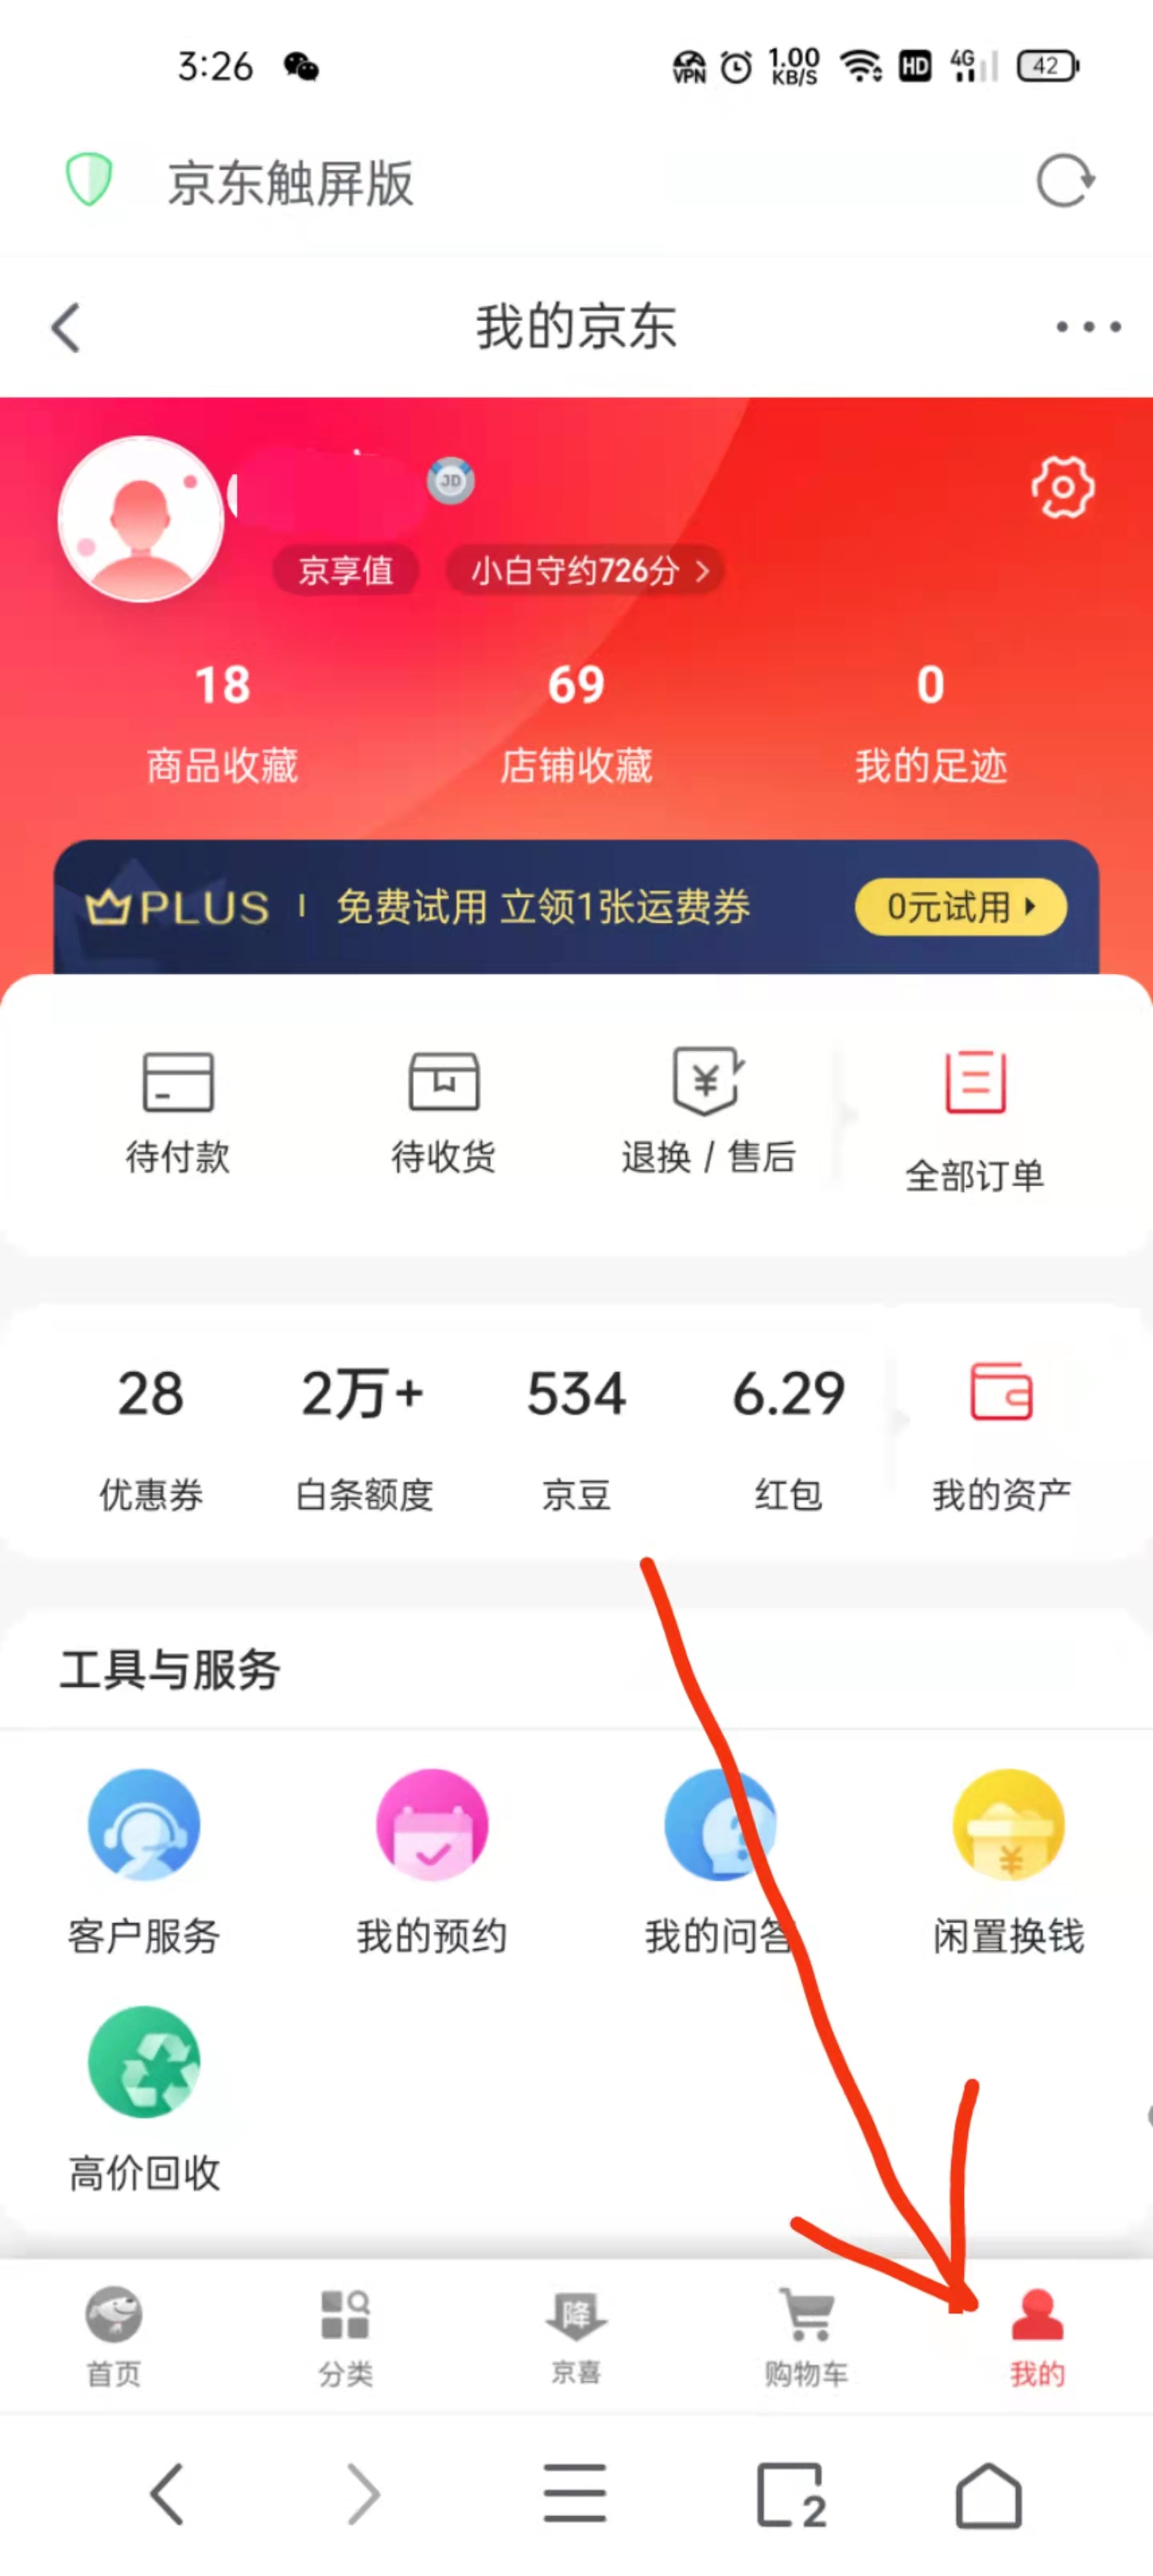 3:26 VPN 1.00 KB/S HD 4G 42
京东触屏版
我的京东
JD
京享值 小白守约726分
18 69 0
商品收藏 店铺收藏 我的足迹
PLUS 免费试用 立领1张运费券 0元试用
待付款 待收货 退换 / 售后 全部订单
28 2万+ 534 6.29
优惠券 白条额度 京豆 红包 我的资产
工具与服务
客户服务 我的预约 我的问答 闲置换钱
高价回收
降
首页 分类 京喜 购物车 我的
2